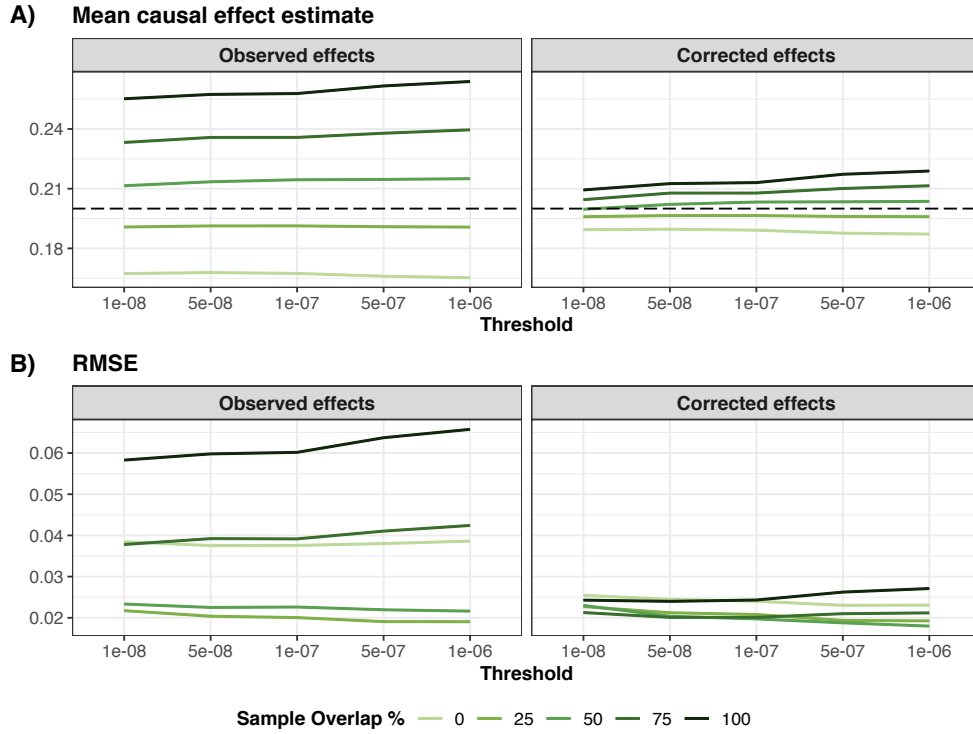 A) Mean causal effect estimate
Observed effects Corrected effects
0.24
0.21
0.18
1e-08 5e-08 1e-07 5e-07 1e-06 1e-08 5e-08 1e-07 5e-07 1e-06
Threshold
B) RMSE
Observed effects Corrected effects
0.06
0.05
0.04
0.03
0.02
1e-08 5e-08 1e-07 5e-07 1e-06 1e-08 5e-08 1e-07 5e-07 1e-06
Threshold
Sample Overlap % 0 25 50 75 100